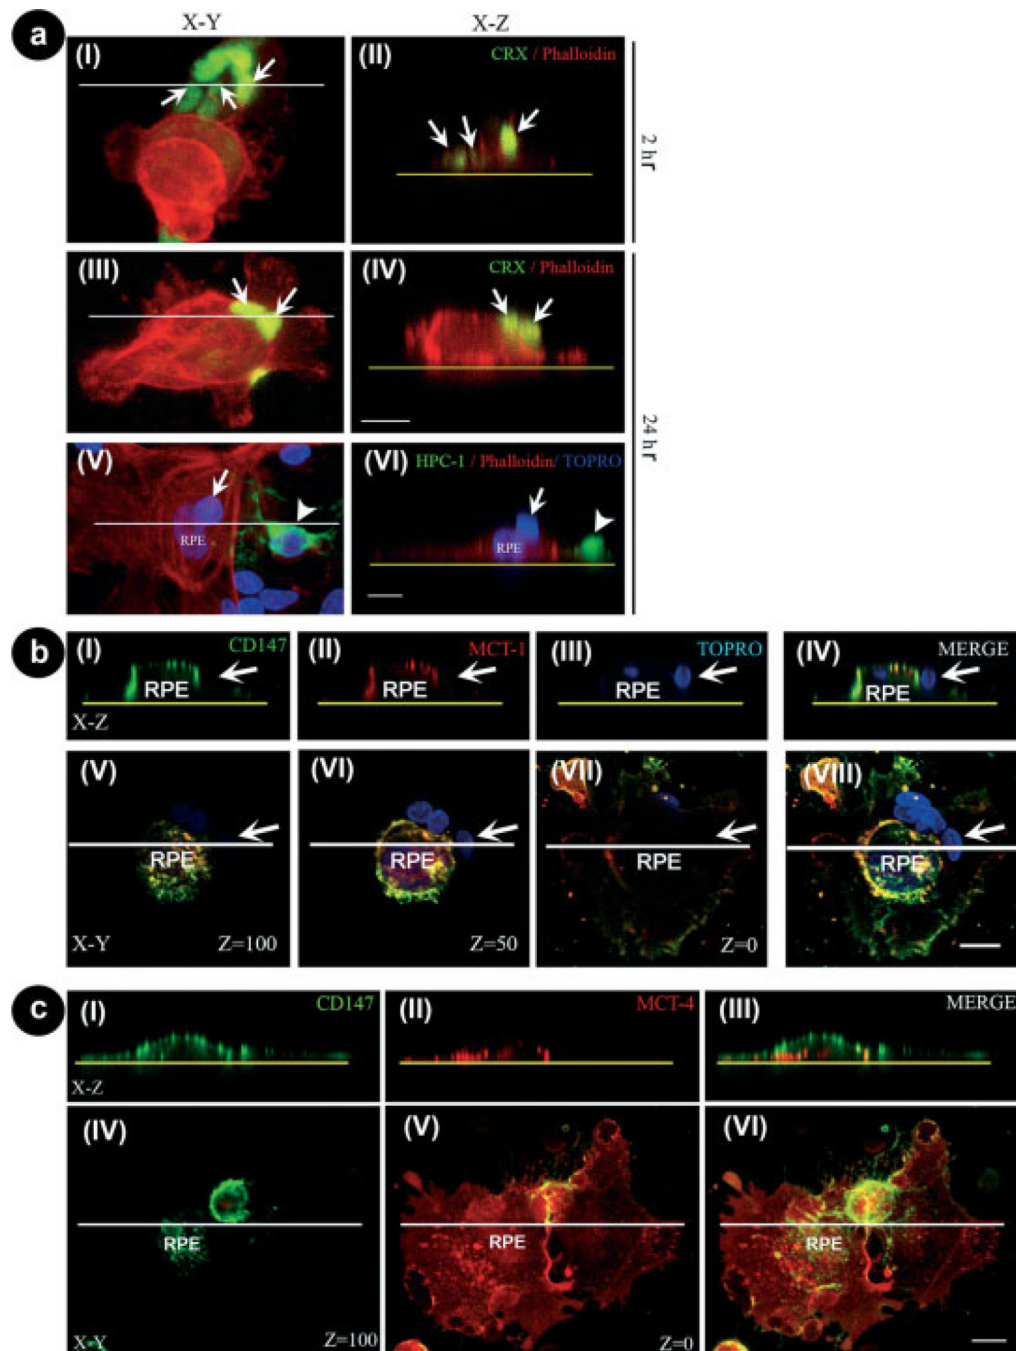 X-Y
X-Z
a
(I)
(II)
CRX / Phalloidin
2 hr
(III)
(IV)
CRX / Phalloidin
24 hr
(V)
RPE
(VI)
HPC-1 / Phalloidin/ TOPRO
RPE
b
(I)
CD147
RPE
X-Z
(II)
MCT-1
RPE
(III)
TOPRO
RPE
(IV)
MERGE
RPE
(V)
RPE
X-Y
Z=100
(VI)
RPE
Z=50
(VII)
RPE
Z=0
(VIII)
RPE
c
(I)
CD147
X-Z
(II)
MCT-4
(III)
MERGE
(IV)
RPE
X-Y
Z=100
(V)
RPE
Z=0
(VI)
RPE